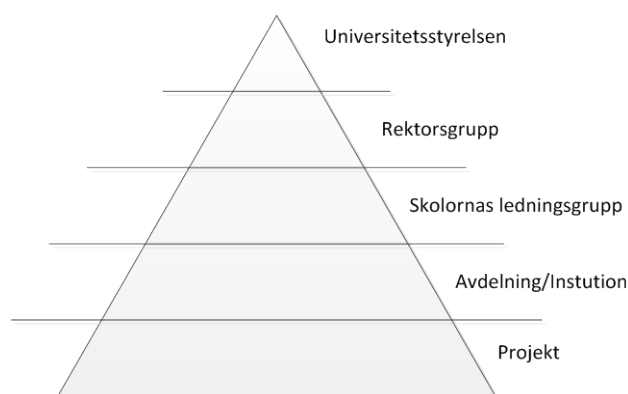 Universitetsstyrelsen
Rektorsgrupp
Skolornas ledningsgrupp
Avdelning/Instution
Projekt